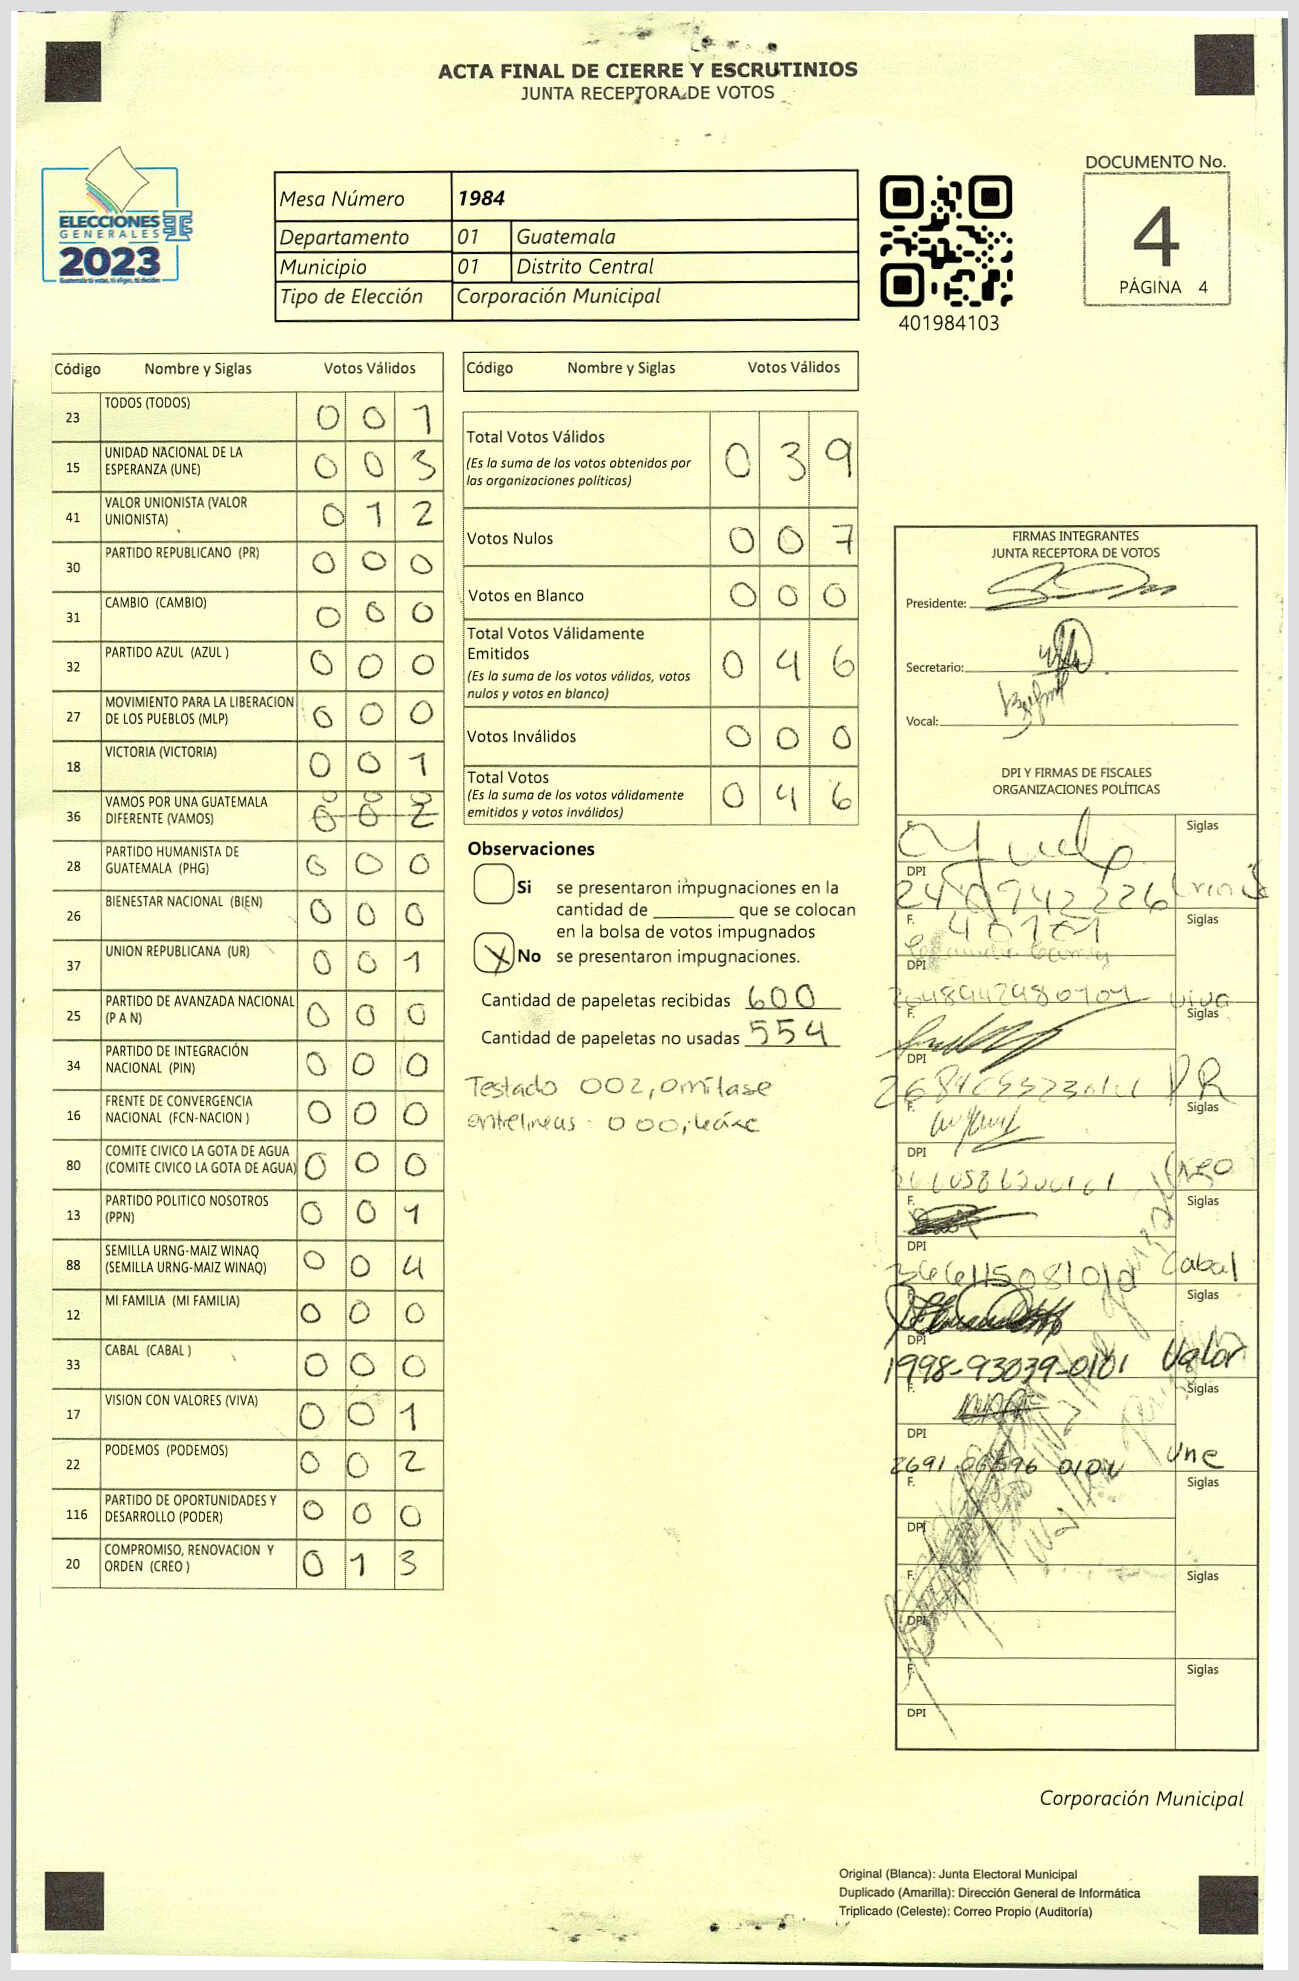 ACTA FINAL DE CIERRE Y ESCRUTINIOS
JUNTA RECEPTORA DE VOTOS
ELECCIONES
GENERALES
2023
Mesa Número 1984
Departamento 01 Guatemala
Municipio 01 Distrito Central
Tipo de Elección Corporación Municipal
401984103
DOCUMENTO No.
4
PÁGINA 4
Código Nombre y Siglas Votos Válidos
23 TODOS (TODOS) 0 0 1
15 UNIDAD NACIONAL DE LA
ESPERANZA (UNE) 0 0 3
41 VALOR UNIONISTA (VALOR
UNIONISTA) 0 1 2
30 PARTIDO REPUBLICANO (PR) 0 0 0
31 CAMBIO (CAMBIO) 0 0 0
32 PARTIDO AZUL (AZUL ) 0 0 0
27 MOVIMIENTO PARA LA LIBERACION
DE LOS PUEBLOS (MLP) 0 0 0
18 VICTORIA (VICTORIA) 0 0 1
36 VAMOS POR UNA GUATEMALA
DIFERENTE (VAMOS) 0 0 0
0 0 2
28 PARTIDO HUMANISTA DE
GUATEMALA (PHG) 0 0 0
26 BIENESTAR NACIONAL (BIEN) 0 0 0
37 UNION REPUBLICANA (UR) 0 0 1
25 PARTIDO DE AVANZADA NACIONAL
(P A N) 0 0 0
34 PARTIDO DE INTEGRACIÓN
NACIONAL (PIN) 0 0 0
16 FRENTE DE CONVERGENCIA
NACIONAL (FCN-NACION ) 0 0 0
80 COMITE CIVICO LA GOTA DE AGUA
(COMITE CIVICO LA GOTA DE AGUA) 0 0 0
13 PARTIDO POLITICO NOSOTROS
(PPN) 0 0 1
88 SEMILLA URNG-MAIZ WINAQ
(SEMILLA URNG-MAIZ WINAQ) 0 0 4
12 MI FAMILIA (MI FAMILIA) 0 0 0
33 CABAL (CABAL ) 0 0 0
17 VISION CON VALORES (VIVA) 0 0 1
22 PODEMOS (PODEMOS) 0 0 2
116 PARTIDO DE OPORTUNIDADES Y
DESARROLLO (PODER) 0 0 0
20 COMPROMISO, RENOVACION Y
ORDEN (CREO ) 0 1 3
Código Nombre y Siglas Votos Válidos
Total Votos Válidos 0 3 9
(Es la suma de los votos obtenidos por
las organizaciones políticas)
Votos Nulos 0 0 7
Votos en Blanco 0 0 0
Total Votos Válidamente
Emitidos 0 4 6
(Es la suma de los votos válidos, votos
nulos y votos en blanco)
Votos Inválidos 0 0 0
Total Votos 0 4 6
(Es la suma de los votos válidamente
emitidos y votos inválidos)
Observaciones
Si se presentaron impugnaciones en la
cantidad de ________ que se colocan
en la bolsa de votos impugnados
X No se presentaron impugnaciones.
Cantidad de papeletas recibidas 600
Cantidad de papeletas no usadas 554
Testado 002, omitase
entrelineas: 000, léase
FIRMAS INTEGRANTES
JUNTA RECEPTORA DE VOTOS
Presidente:
Secretario:
Vocal:
DPI Y FIRMAS DE FISCALES
ORGANIZACIONES POLÍTICAS
F. Siglas
DPI
F. Siglas
DPI
viva
F. Siglas
DPI
PR
F. Siglas
DPI
Creo
F. Siglas
DPI
Cabal
F. Siglas
DPI
1998-93039-0101 Valor
F. Siglas
DPI
Une
F. Siglas
DPI
F. Siglas
DPI
F. Siglas
DPI
Corporación Municipal
Original (Blanca): Junta Electoral Municipal
Duplicado (Amarilla): Dirección General de Informática
Triplicado (Celeste): Correo Propio (Auditoría)